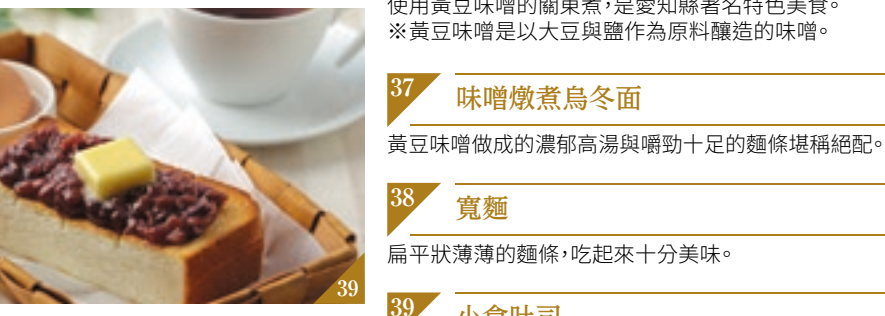 使用黃豆味噌的關東煮，是愛知縣著名特色美食。
※黃豆味噌是以大豆與鹽作為原料釀造的味噌。
37
味噌燉煮烏冬面
黃豆味噌做成的濃郁高湯與嚼勁十足的麵條堪稱絕配。
38
寬麵
扁平狀薄薄的麵條，吃起來十分美味。
39
39
小倉吐司